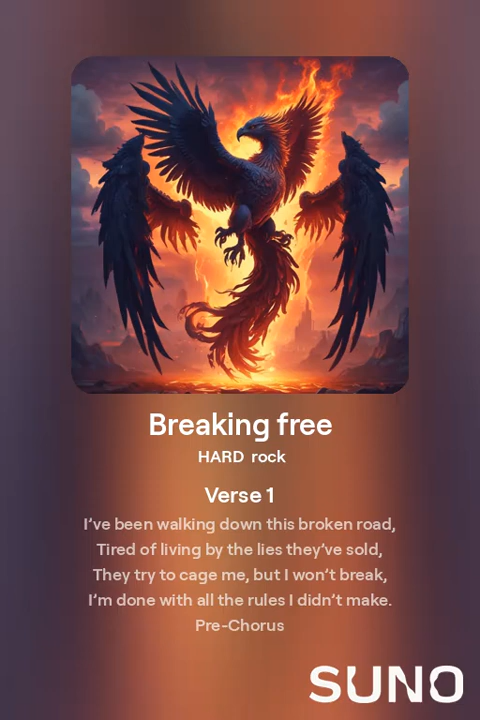 Breaking free
HARD rock
Verse 1
I’ve been walking down this broken road,
Tired of living by the lies they’ve sold,
They try to cage me, but I won’t break,
I’m done with all the rules I didn’t make.
Pre-Chorus
SUNO